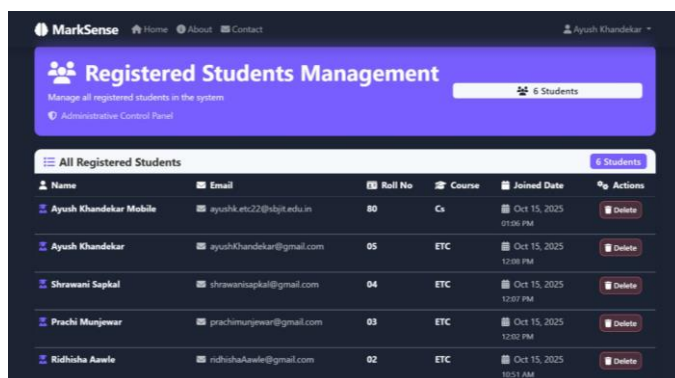 MarkSense Home About Contact Ayush Khandekar
Registered Students Management
Manage all registered students in the system
6 Students
Administrative Control Panel
All Registered Students 6 Students
Name Email Roll No Course Joined Date Actions
Ayush Khandekar Mobile ayushk.etc22@sbjit.edu.in 80 Cs Oct 15, 2025 Delete
01:06 PM
Ayush Khandekar ayushKhandekar@gmail.com 05 ETC Oct 15, 2025 Delete
12:08 PM
Shrawani Sapkal shrawanisapkal@gmail.com 04 ETC Oct 15, 2025 Delete
12:07 PM
Prachi Munjewar prachimunjewar@gmail.com 03 ETC Oct 15, 2025 Delete
12:02 PM
Ridhisha Aawle ridhishaAawle@gmail.com 02 ETC Oct 15, 2025 Delete
10:51 AM